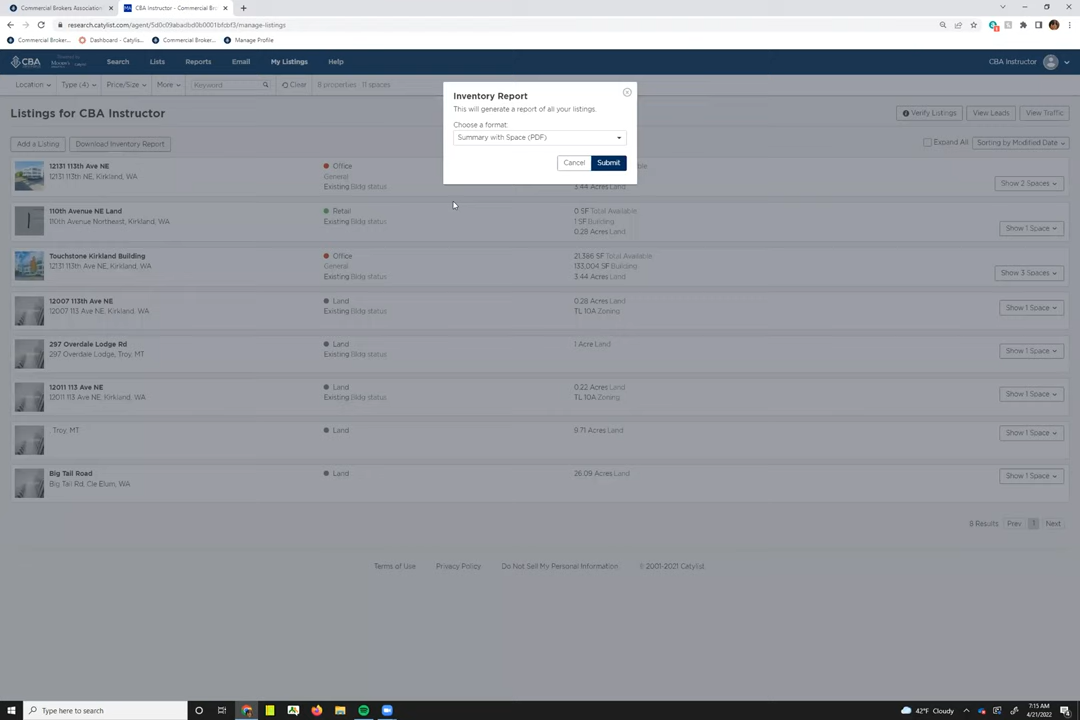 Commercial Brokers Association
CBA Instructor - Commercial Br
research.catylist.com/agent/5d0c09abadbd0b0001bfcbf3/manage-listings
Commercial Broker...
Dashboard - Catylis...
Commercial Broker...
Manage Profile
CBA
Powered by
Moody's
Search
Lists
Reports
Email
My Listings
Help
CBA Instructor
Location
Type (4)
Price/Size
More
Keyword
Clear
8 properties 11 spaces
Listings for CBA Instructor
Verify Listings
View Leads
View Traffic
Add a Listing
Download Inventory Report
Expand All
Sorting by Modified Date
Inventory Report
This will generate a report of all your listings.
Choose a format:
Summary with Space (PDF)
Cancel
Submit
12131 113th Ave NE
12131 113th Ave NE, Kirkland, WA
Office
General
Existing Bldg status
3.44 Acres Land
Show 2 Spaces
110th Avenue NE Land
110th Avenue Northeast, Kirkland, WA
Retail
Existing Bldg status
0 SF Total Available
1 SF Building
0.28 Acres Land
Show 1 Space
Touchstone Kirkland Building
12131 113th Ave NE, Kirkland, WA
Office
General
Existing Bldg status
21,386 SF Total Available
133,004 SF Building
3.44 Acres Land
Show 3 Spaces
12007 113th Ave NE
12007 113 Ave NE, Kirkland, WA
Land
Existing Bldg status
0.28 Acres Land
TL 10A Zoning
Show 1 Space
297 Overdale Lodge Rd
297 Overdale Lodge, Troy, MT
Land
Existing Bldg status
1 Acre Land
Show 1 Space
12011 113 Ave NE
12011 113 Ave NE, Kirkland, WA
Land
Existing Bldg status
0.22 Acres Land
TL 10A Zoning
Show 1 Space
Troy, MT
Land
9.71 Acres Land
Show 1 Space
Big Tail Road
Big Tail Rd, Cle Elum, WA
Land
26.09 Acres Land
Show 1 Space
8 Results
Prev
1
Next
Terms of Use
Privacy Policy
Do Not Sell My Personal Information
© 2001-2021 Catylist
Type here to search
42°F Cloudy
7:15 AM
4/21/2022